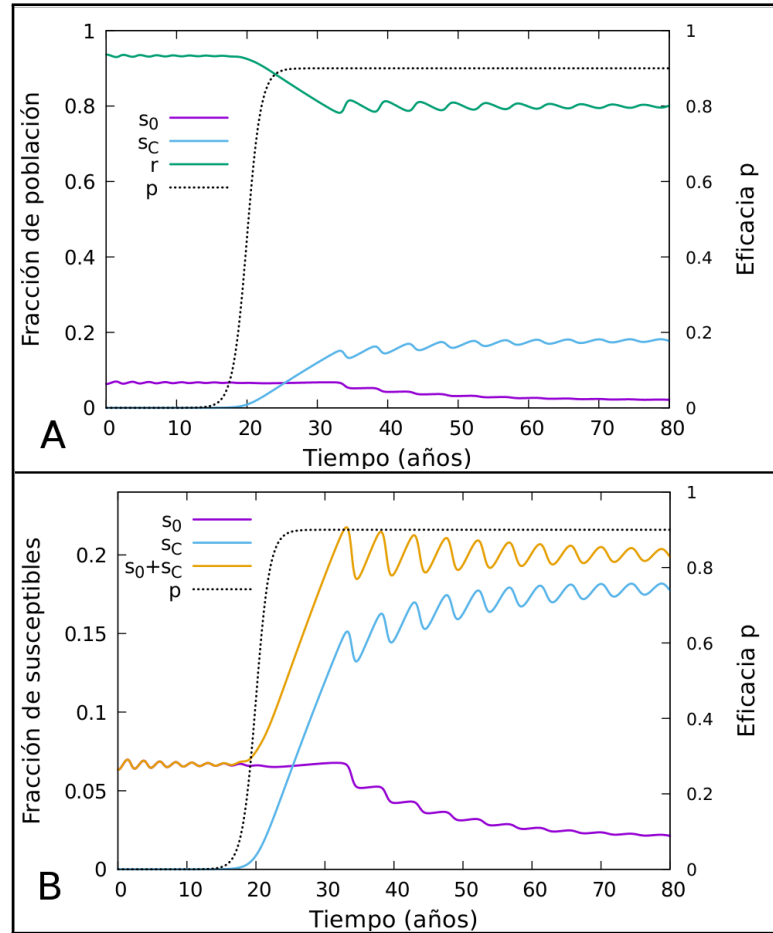 Fracción de población
1
0.8
0.6
0.4
0.2
0
s0
sC
r
p
1
0.8
0.6
0.4
0.2
0
Eficacia p
0 10 20 30 40 50 60 70 80
Tiempo (años)
A
Fracción de susceptibles
0.2
0.15
0.1
0.05
0
s0
sC
s0+sC
p
1
0.8
0.6
0.4
0.2
0
Eficacia p
0 10 20 30 40 50 60 70 80
Tiempo (años)
B